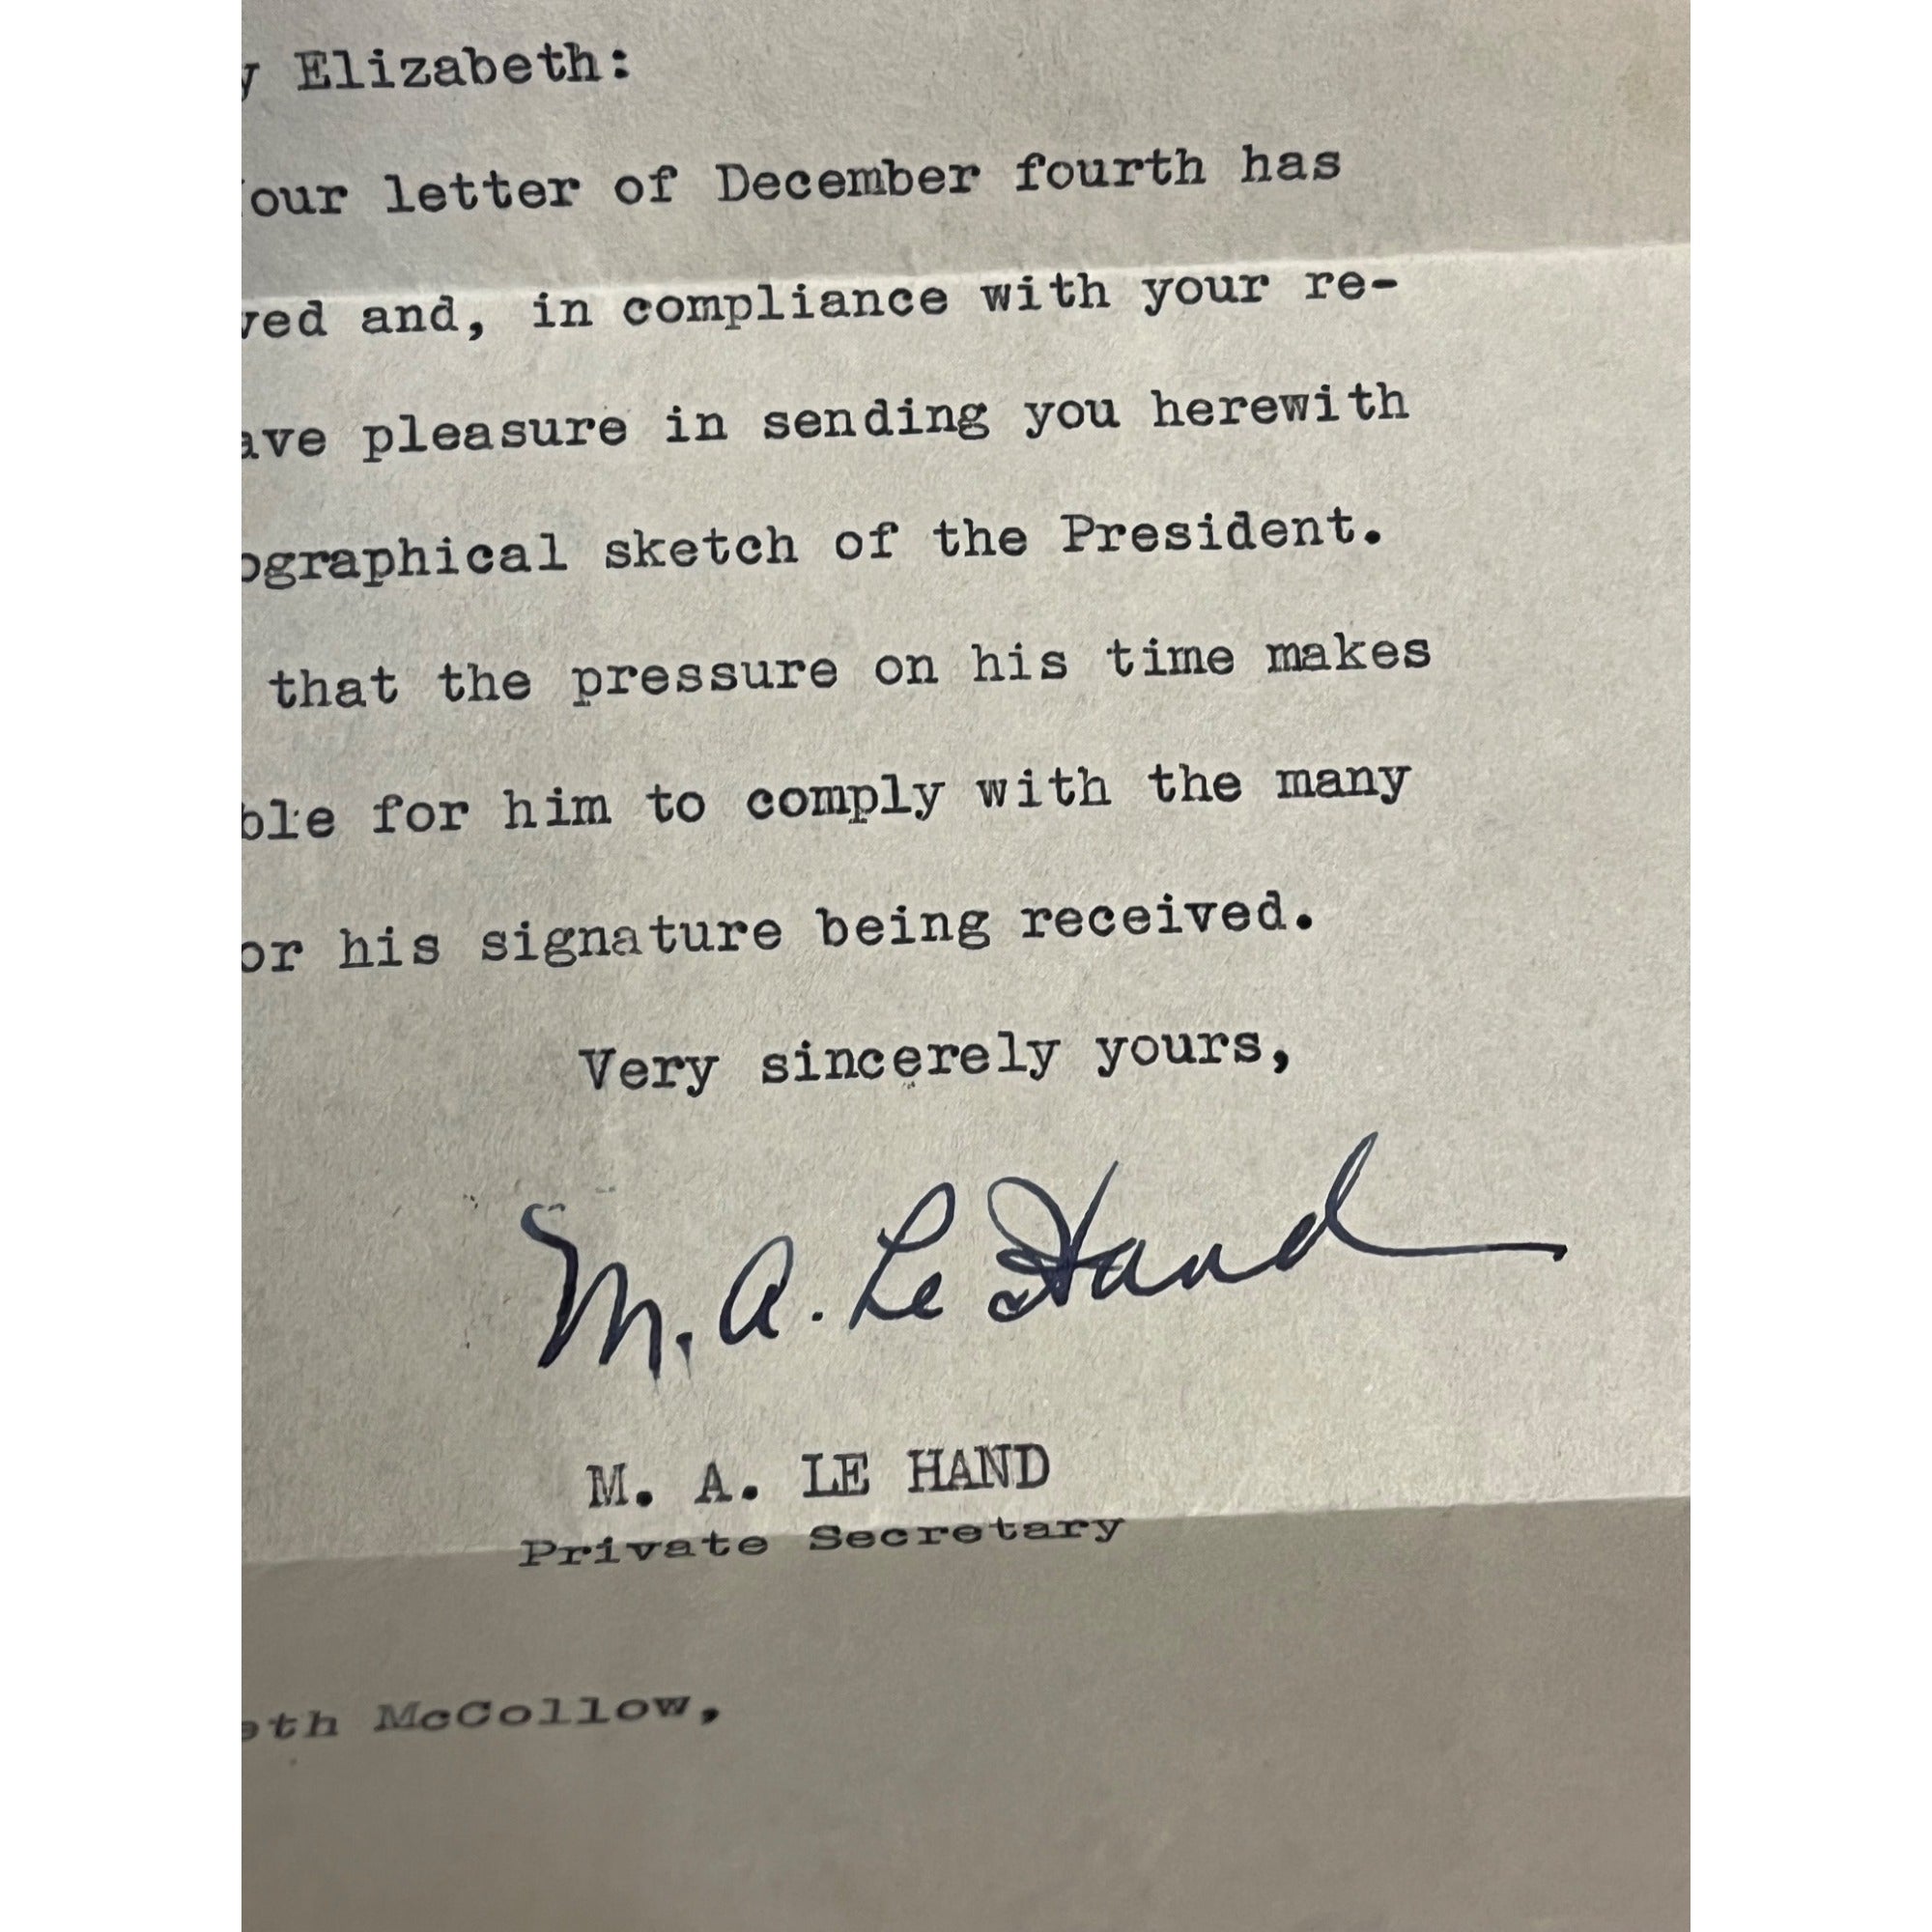 y Elizabeth:
our letter of December fourth has
ved and, in compliance with your re-
ave pleasure in sending you herewith
ographical sketch of the President.
that the pressure on his time makes
ble for him to comply with the many
or his signature being received.
Very sincerely yours,
M. A. Le Hand
M. A. LE HAND
Private Secretary
eth McCollow,